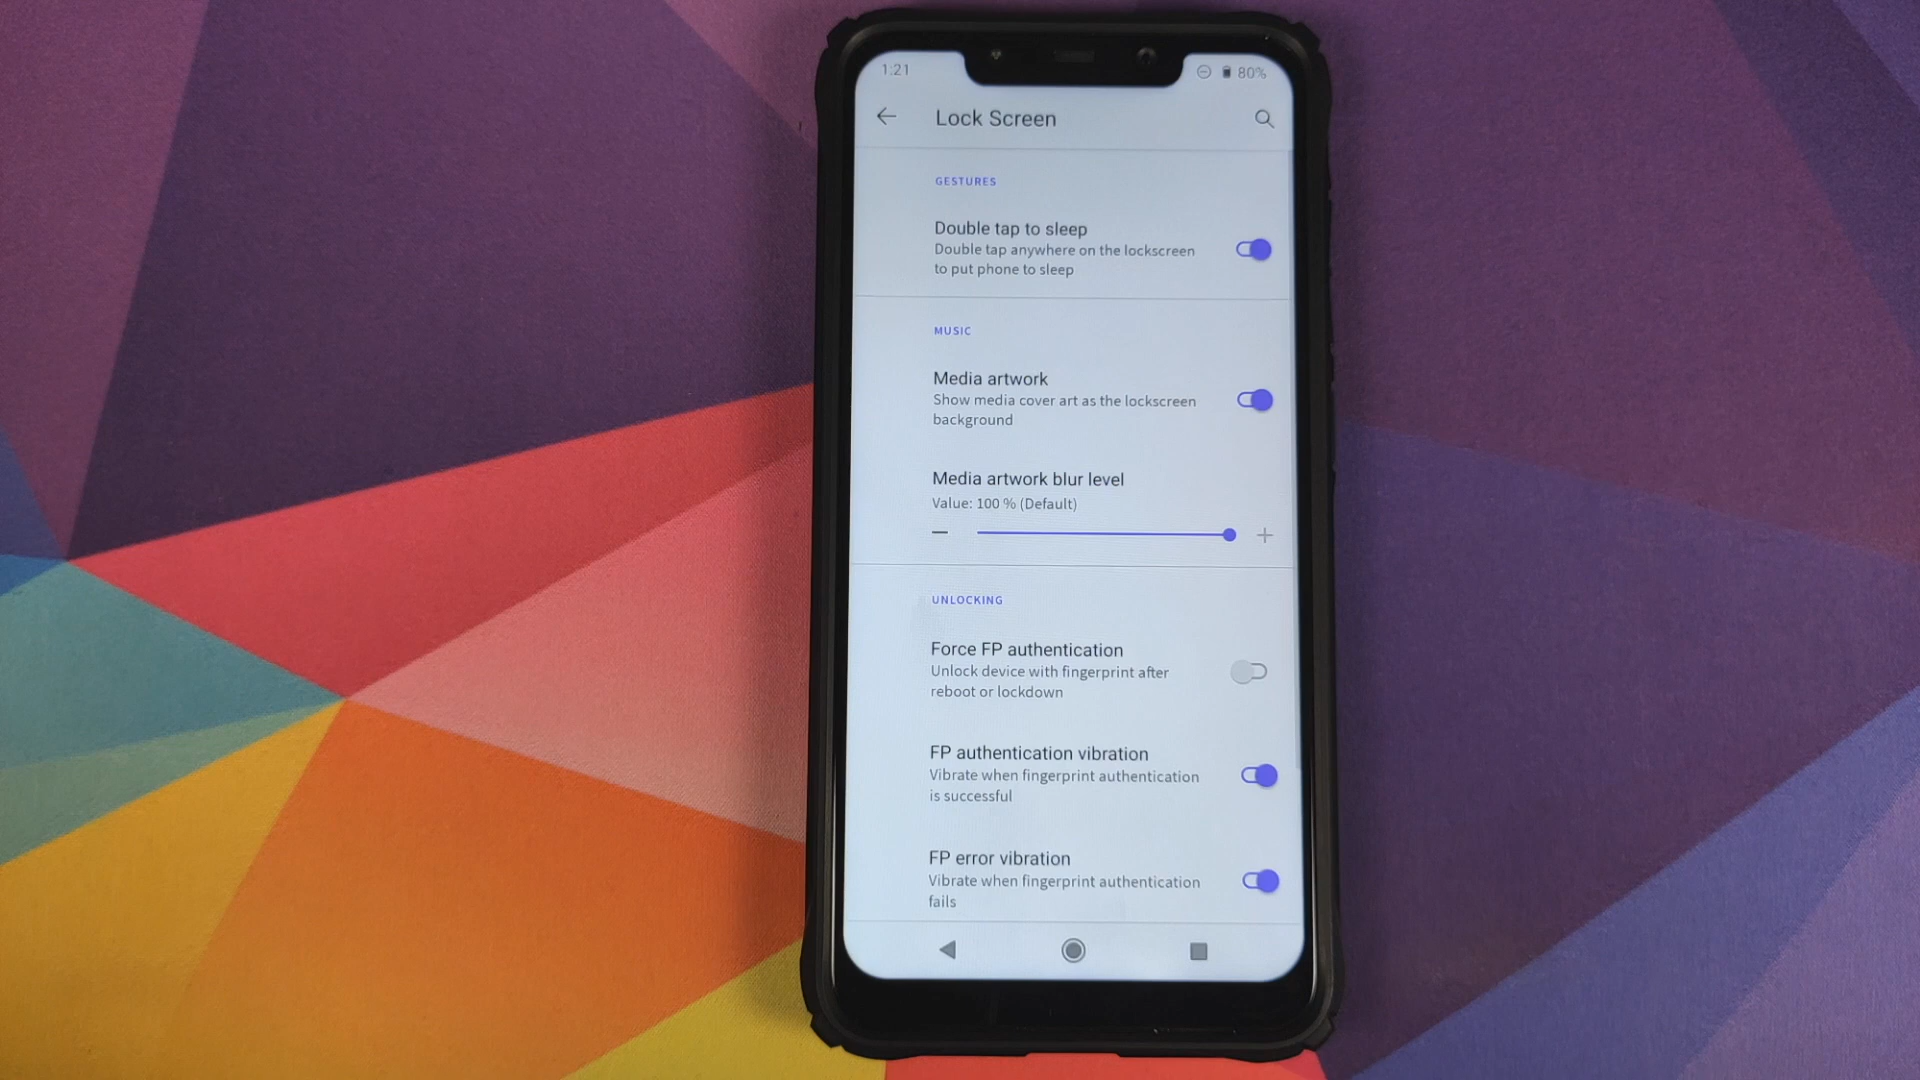 1:21
80%
Lock Screen
GESTURES
Double tap to sleep
Double tap anywhere on the lockscreen
to put phone to sleep
MUSIC
Media artwork
Show media cover art as the lockscreen
background
Media artwork blur level
Value: 100 % (Default)
UNLOCKING
Force FP authentication
Unlock device with fingerprint after
reboot or lockdown
FP authentication vibration
Vibrate when fingerprint authentication
is successful
FP error vibration
Vibrate when fingerprint authentication
fails